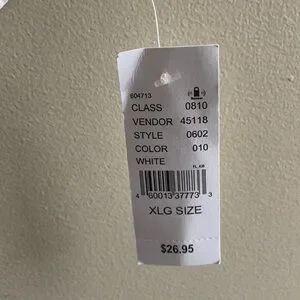 604713
CLASS 0810
VENDOR 45118
STYLE 0602
COLOR 010
WHITE
4 60013 37773 3
XLG SIZE
$26.95